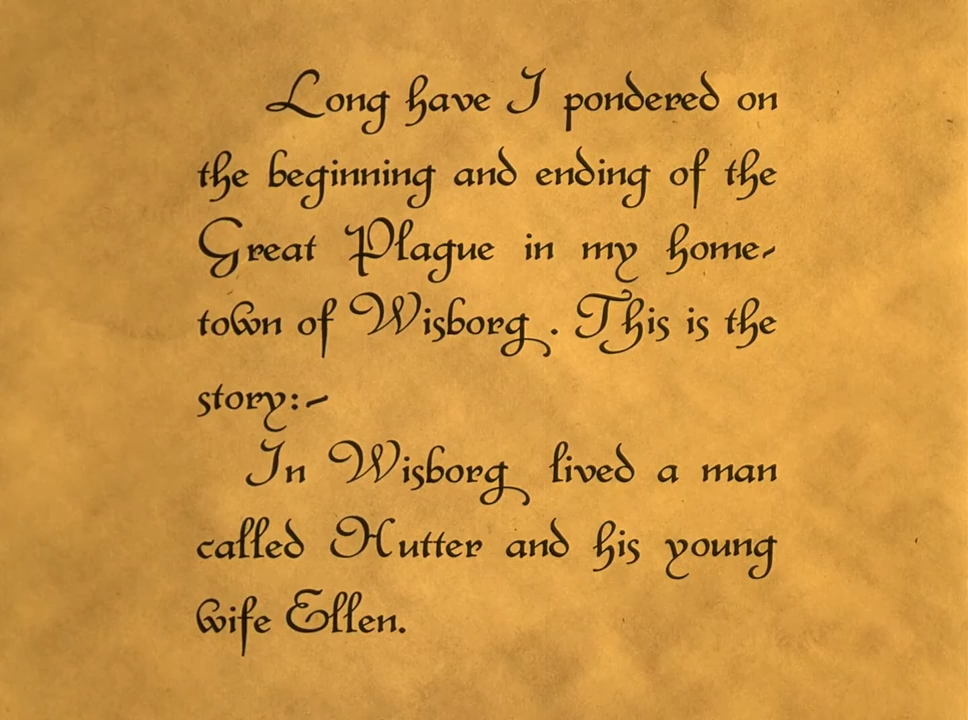 Long have I pondered on
the beginning and ending of the
Great Plague in my home-
town of Wisborg. This is the
story:-
In Wisborg lived a man
called Hutter and his young
wife Ellen.